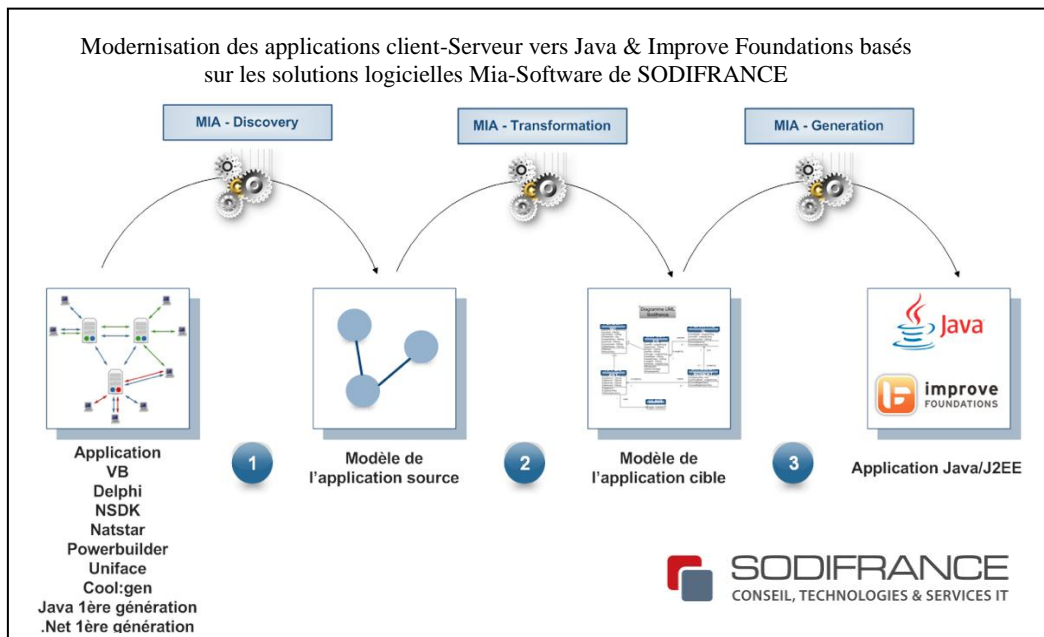 Modernisation des applications client-Serveur vers Java & Improve Foundations basés
sur les solutions logicielles Mia-Software de SODIFRANCE
MIA - Discovery
MIA - Transformation
MIA - Generation
Diagramme UML
Java
improve
FOUNDATIONS
Application
VB
Delphi
NSDK
Natstar
Powerbuilder
Uniface
Cool:gen
Java 1ère génération
.Net 1ère génération
1
Modèle de
l'application source
2
Modèle de
l'application cible
3
Application Java/J2EE
SODIFRANCE
CONSEIL, TECHNOLOGIES & SERVICES IT